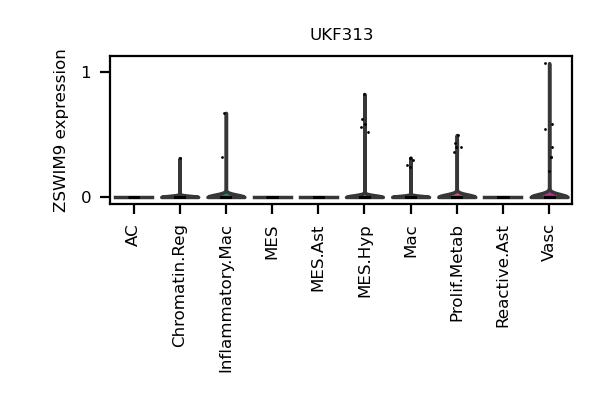 UKF313
ZSWIM9 expression
1
0
AC
Chromatin.Reg
Inflammatory.Mac
MES
MES.Ast
MES.Hyp
Mac
Prolif.Metab
Reactive.Ast
Vasc